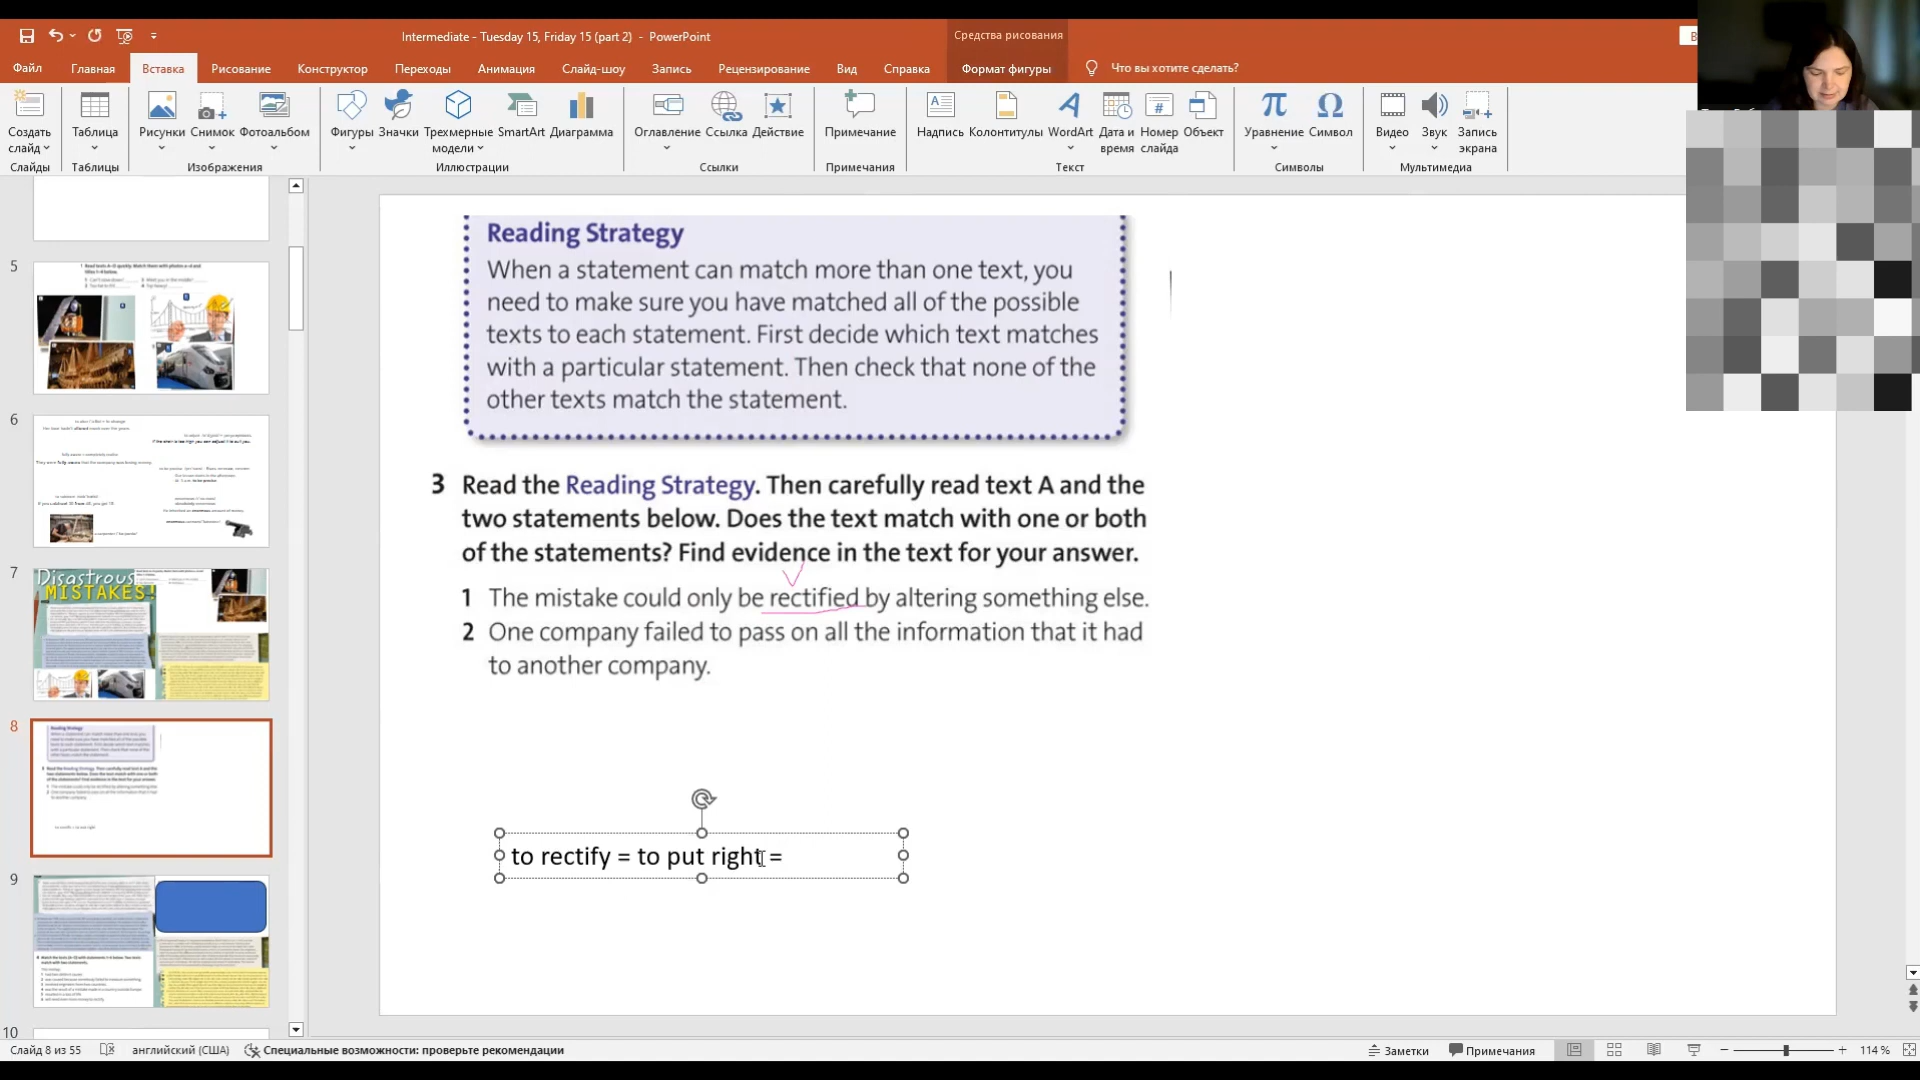 Intermediate - Tuesday 15, Friday 15 (part 2) - PowerPoint
Средства рисования
Файл Главная Вставка Рисование Конструктор Переходы Анимация Слайд-шоу Запись Рецензирование Вид Справка Формат фигуры Что вы хотите сделать?
Создать слайд Таблица Рисунки Снимок Фотоальбом Фигуры Значки Трехмерные модели SmartArt Диаграмма Оглавление Ссылка Действие Примечание Надпись Колонтитулы WordArt Дата и время Номер слайда Объект Уравнение Символ Видео Звук Запись экрана
Слайды Таблицы Изображения Иллюстрации Ссылки Примечания Текст Символы Мультимедиа
5
6
7
Disastrous
MISTAKES!
8
9
10
Reading Strategy
When a statement can match more than one text, you
need to make sure you have matched all of the possible
texts to each statement. First decide which text matches
with a particular statement. Then check that none of the
other texts match the statement.
3 Read the Reading Strategy. Then carefully read text A and the
two statements below. Does the text match with one or both
of the statements? Find evidence in the text for your answer.
1 The mistake could only be rectified by altering something else.
2 One company failed to pass on all the information that it had
to another company.
to rectify = to put right =
Слайд 8 из 55 английский (США) Специальные возможности: проверьте рекомендации Заметки Примечания 114 %